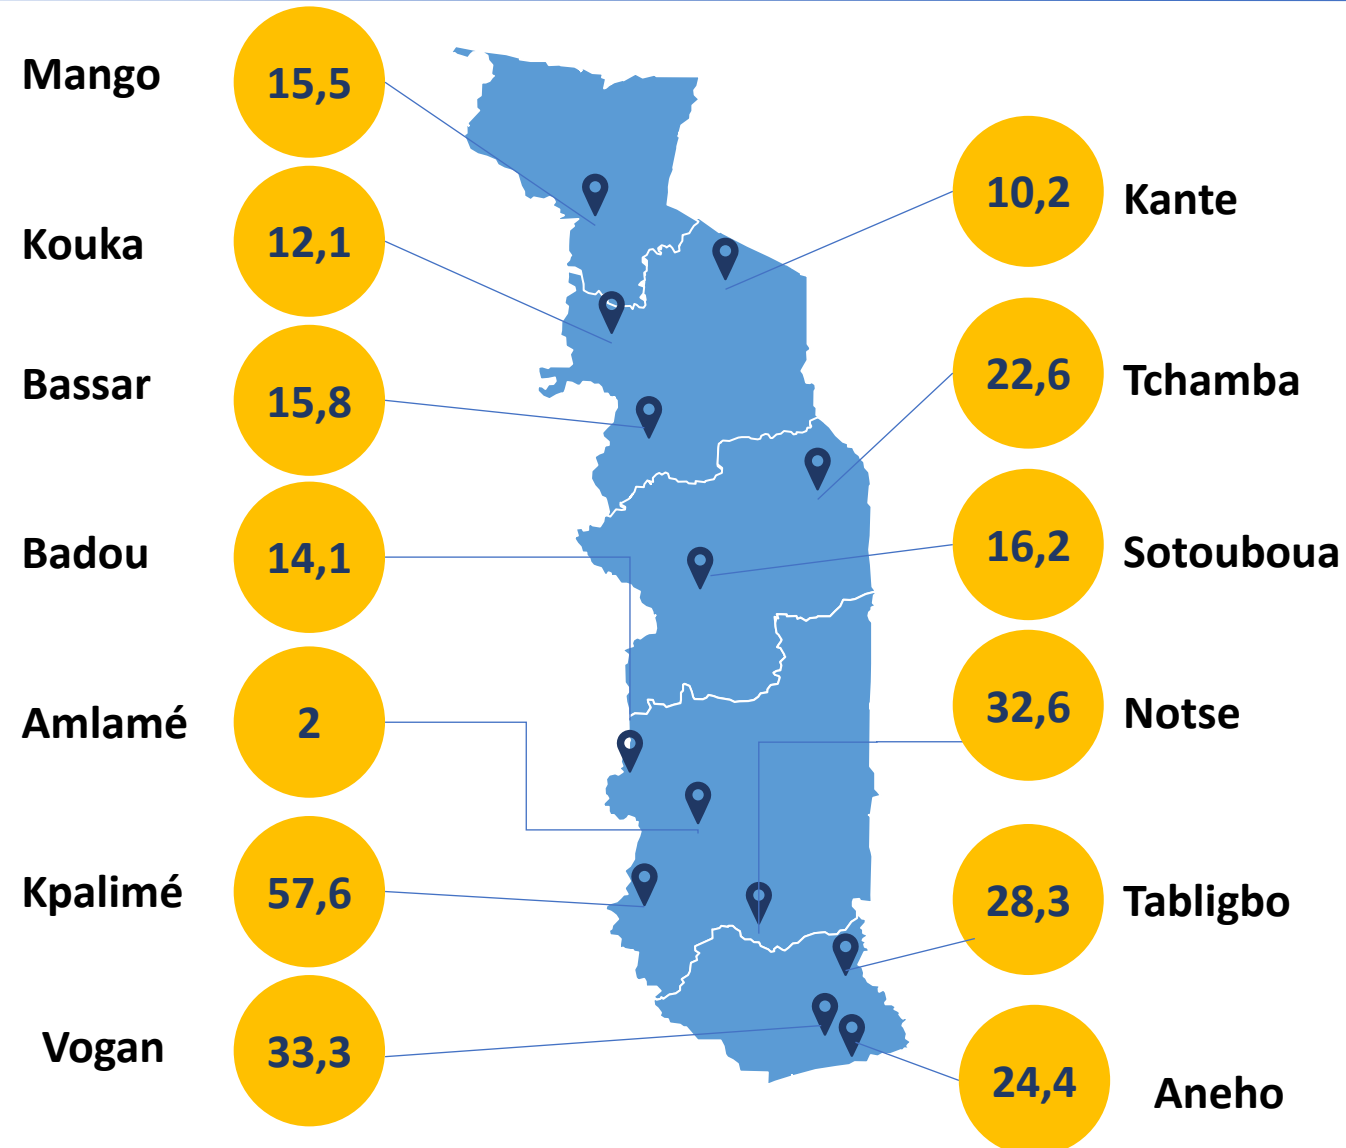 Mango
15,5
Kouka
12,1
Bassar
15,8
Badou
14,1
Amlamé
2
Kpalimé
57,6
Vogan
33,3
10,2
Kante
22,6
Tchamba
16,2
Sotouboua
32,6
Notse
28,3
Tabligbo
24,4
Aneho